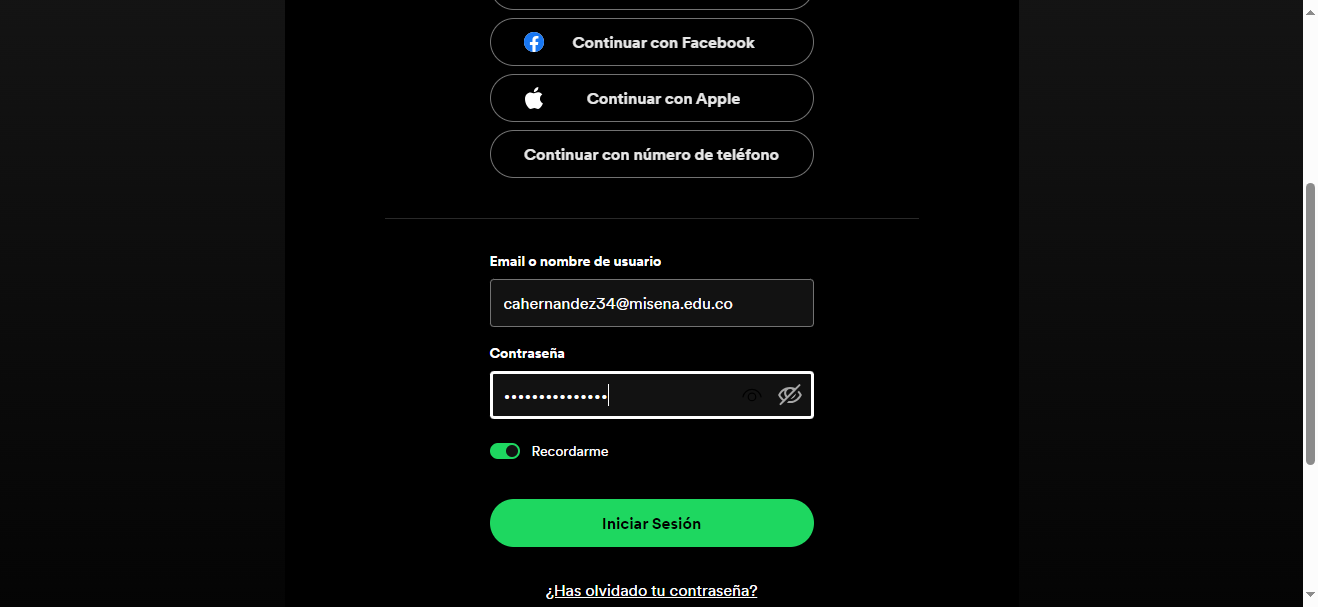 Continuar con Facebook
Continuar con Apple
Continuar con número de teléfono
Email o nombre de usuario
cahernandez34@misena.edu.co
Contraseña
•••••••••••••••
Recordarme
Iniciar Sesión
¿Has olvidado tu contraseña?